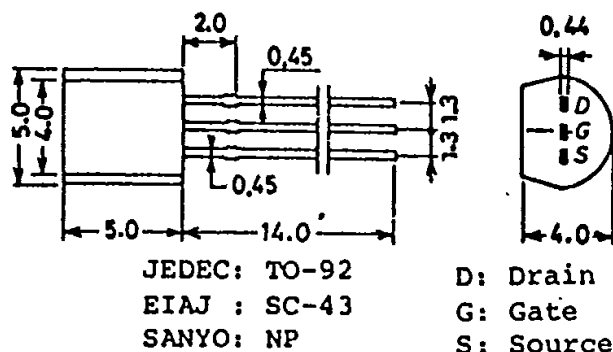 2.0
0.44
0,45
D
G
S
5.0
4.0
1.3
1.3
0,45
5.0
14.0
4.0
JEDEC: TO-92
EIAJ : SC-43
SANYO: NP
D: Drain
G: Gate
S: Source